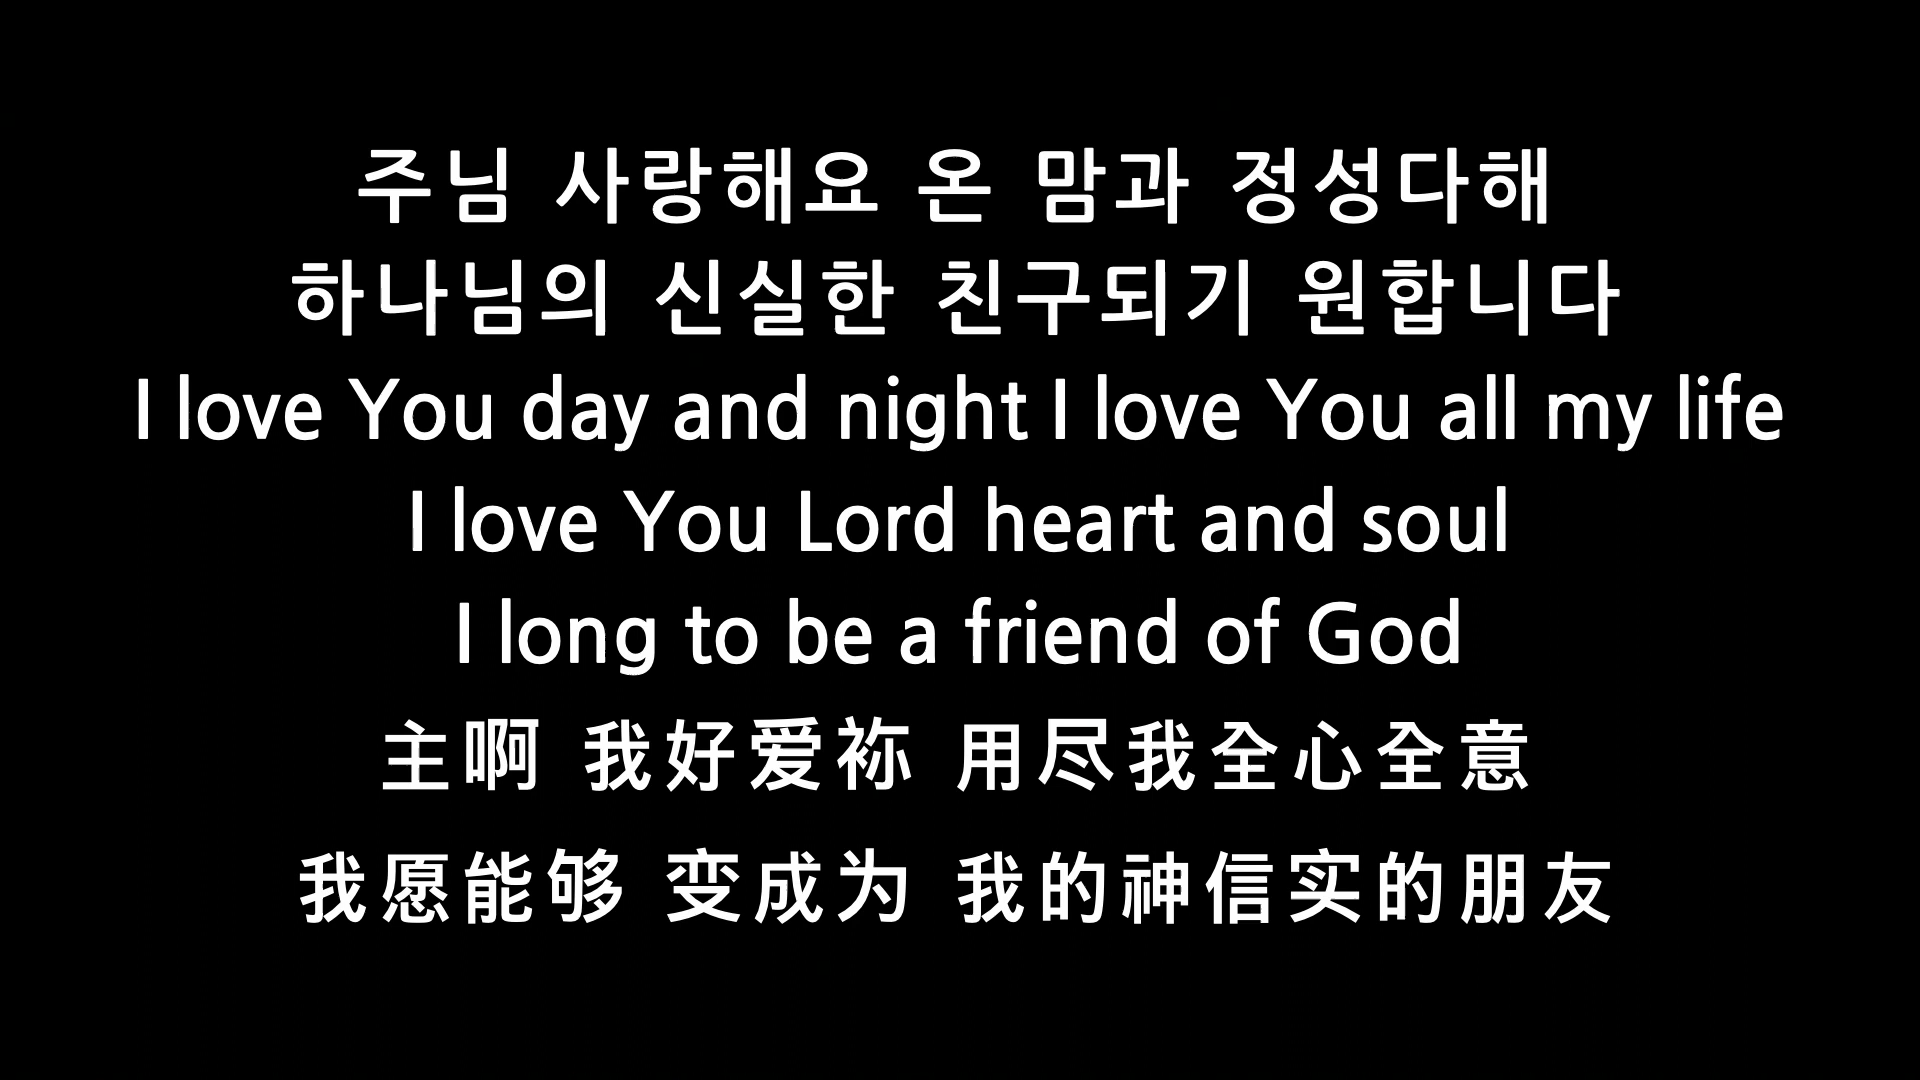 주님 사랑해요 온 맘과 정성다해
하나님의 신실한 친구되기 원합니다
I love You day and night I love You all my life
I love You Lord heart and soul
I long to be a friend of God
主啊 我好爱袮 用尽我全心全意
我愿能够 变成为 我的神信实的朋友